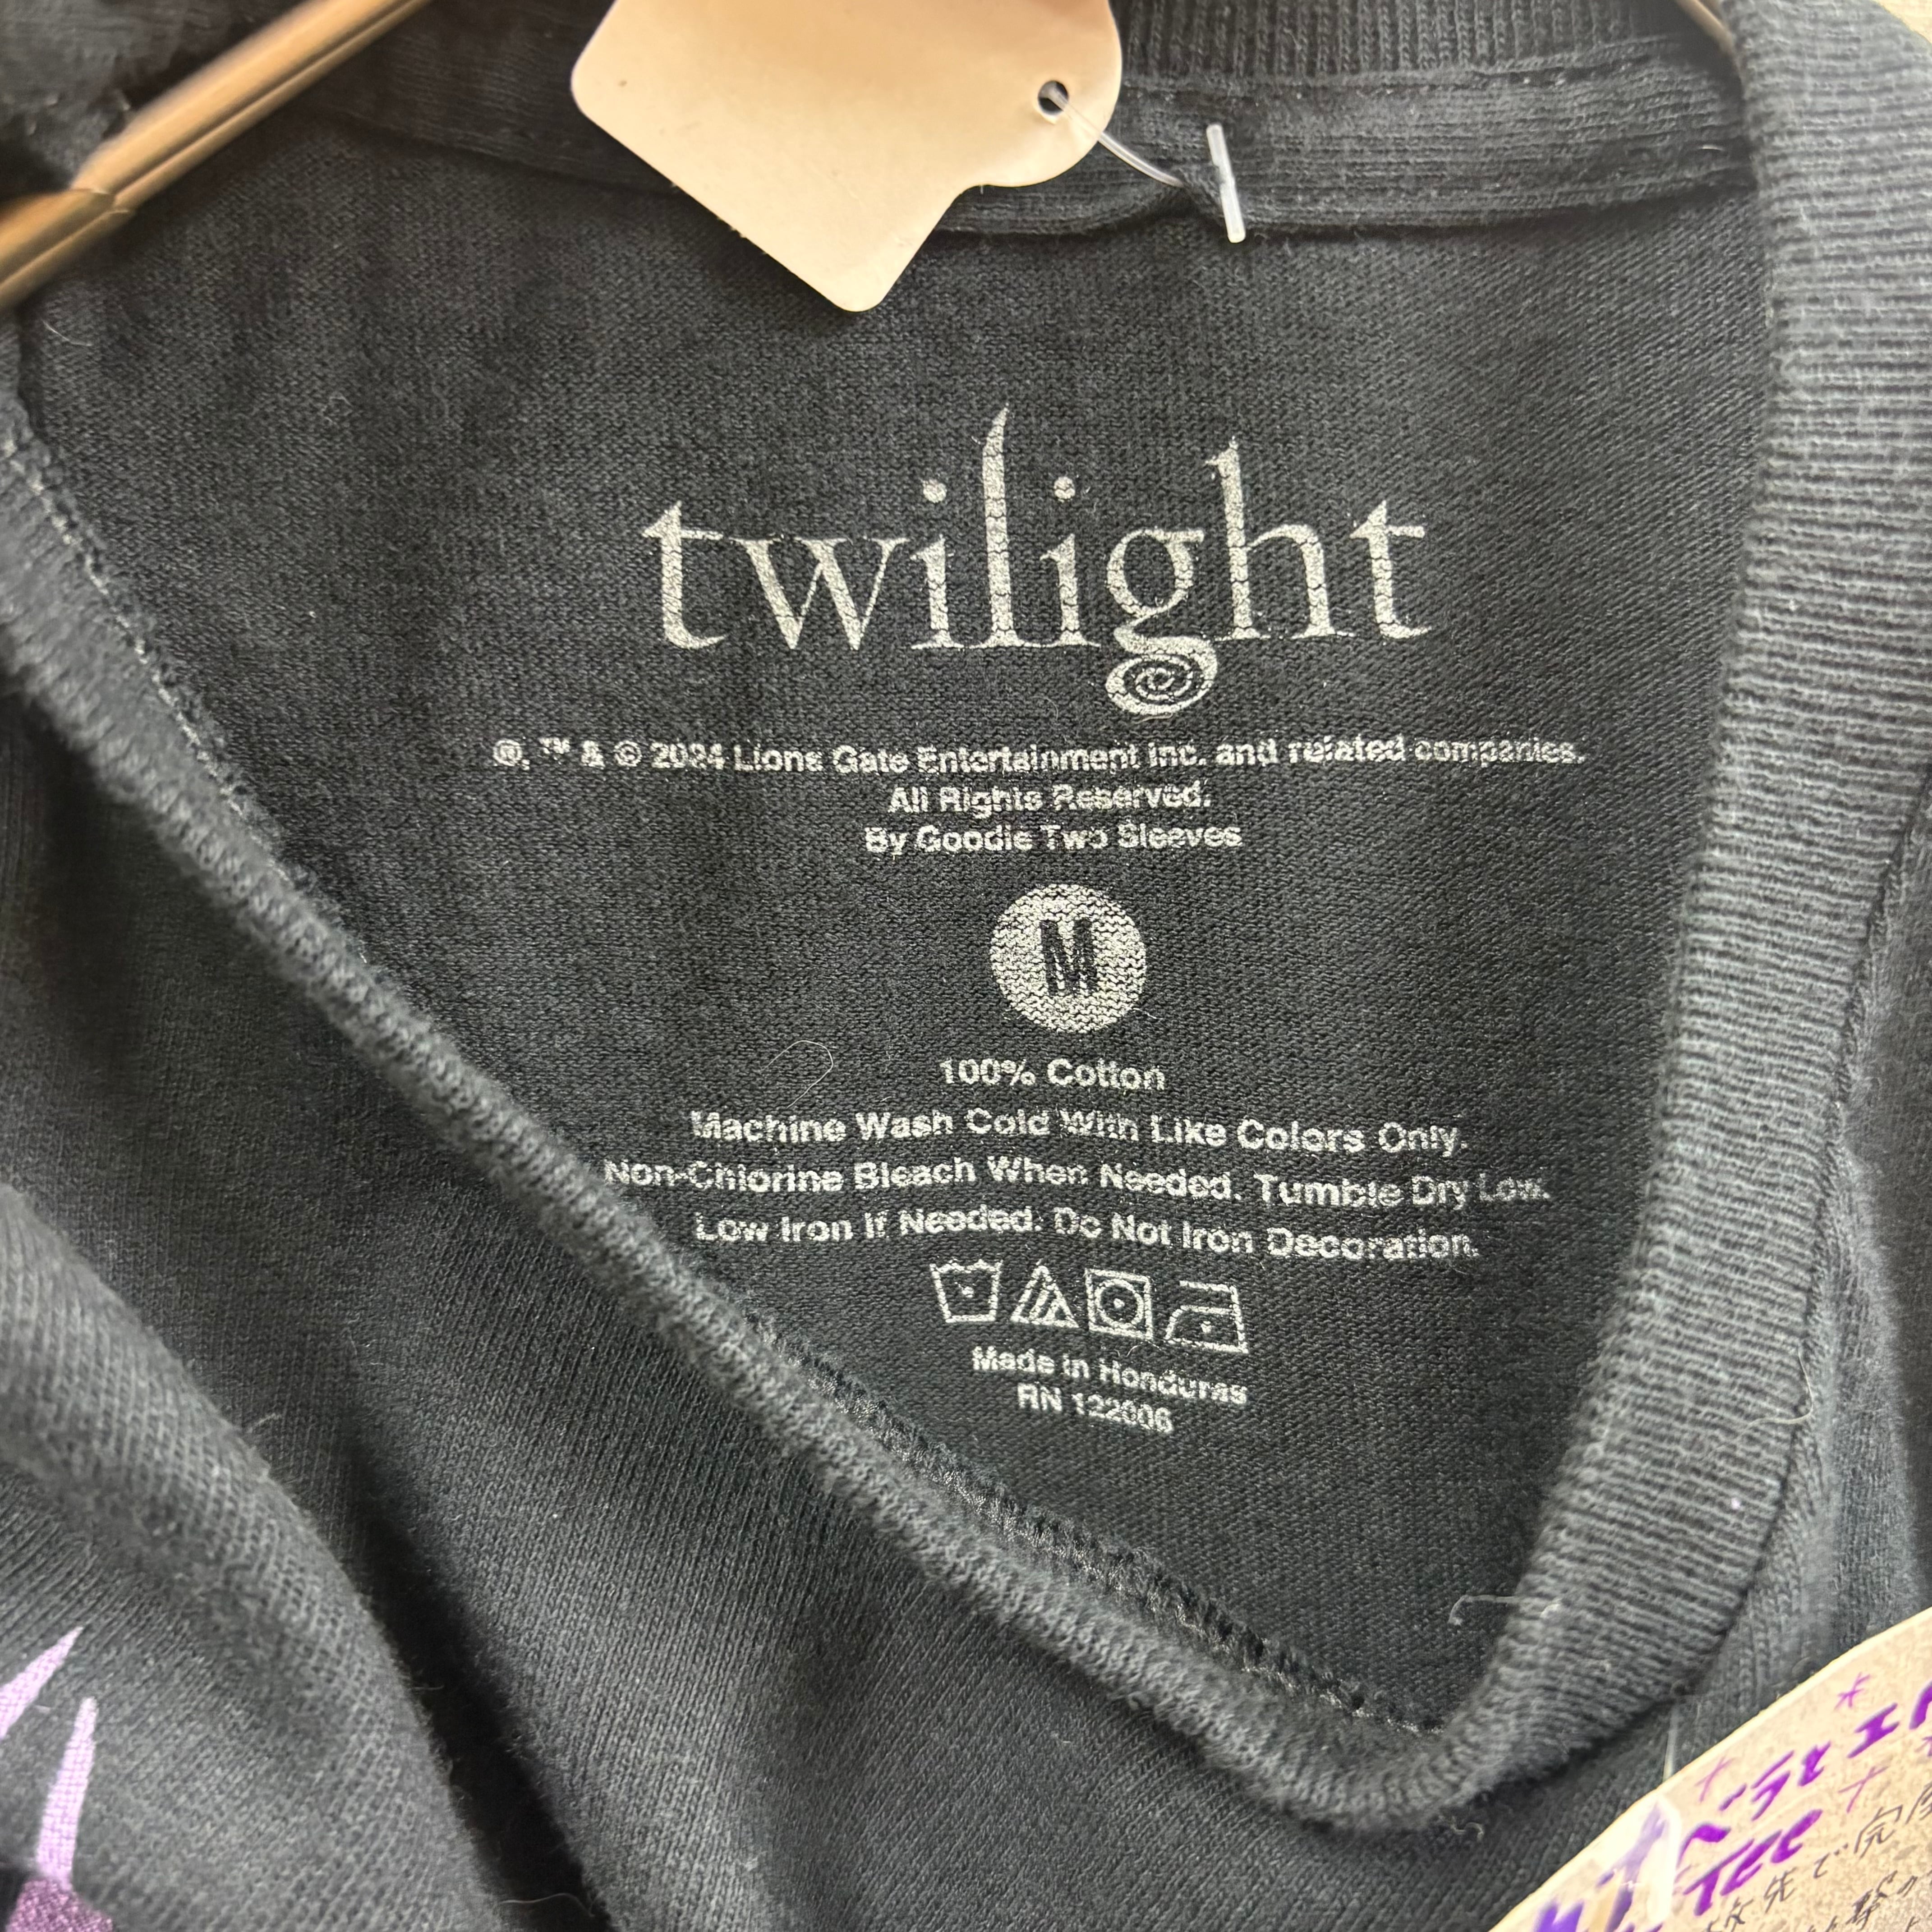 twilight
®, ™ & © 2024 Lions Gate Entertainment Inc. and related companies.
All Rights Reserved.
By Goodie Two Sleeves
M
100% Cotton
Machine Wash Cold With Like Colors Only.
Non-Chlorine Bleach When Needed. Tumble Dry Low.
Low Iron If Needed. Do Not Iron Decoration.
Made in Honduras
RN 122006
TEE